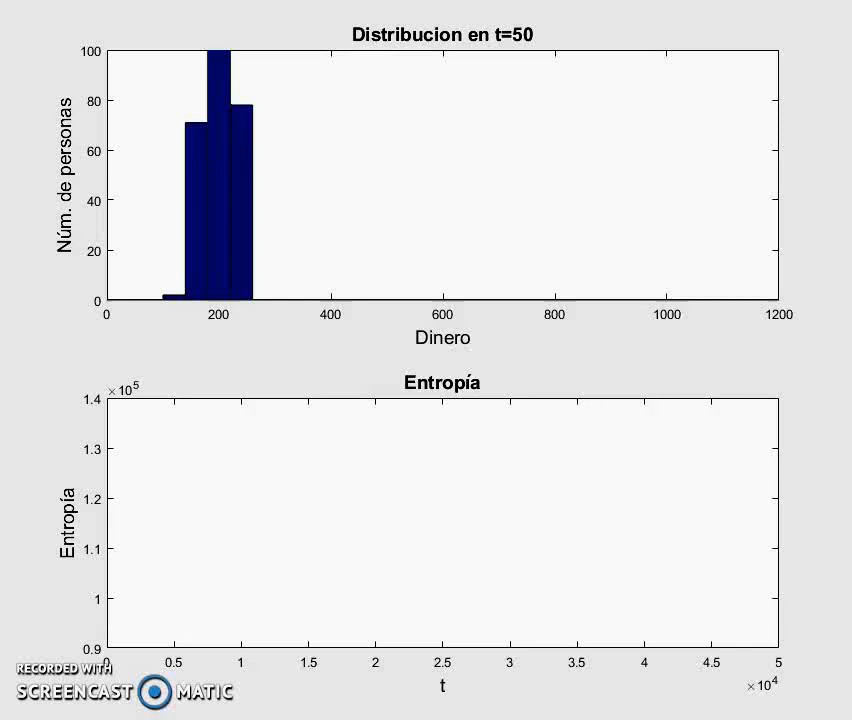 Distribucion en t=50
100
80
60
40
20
0
Núm. de personas
0 200 400 600 800 1000 1200
Dinero
Entropía
×10^5
1.4
1.3
1.2
1.1
1
0.9
Entropía
0 0.5 1 1.5 2 2.5 3 3.5 4 4.5 5
t
×10^4
RECORDED WITH
SCREENCAST MATIC